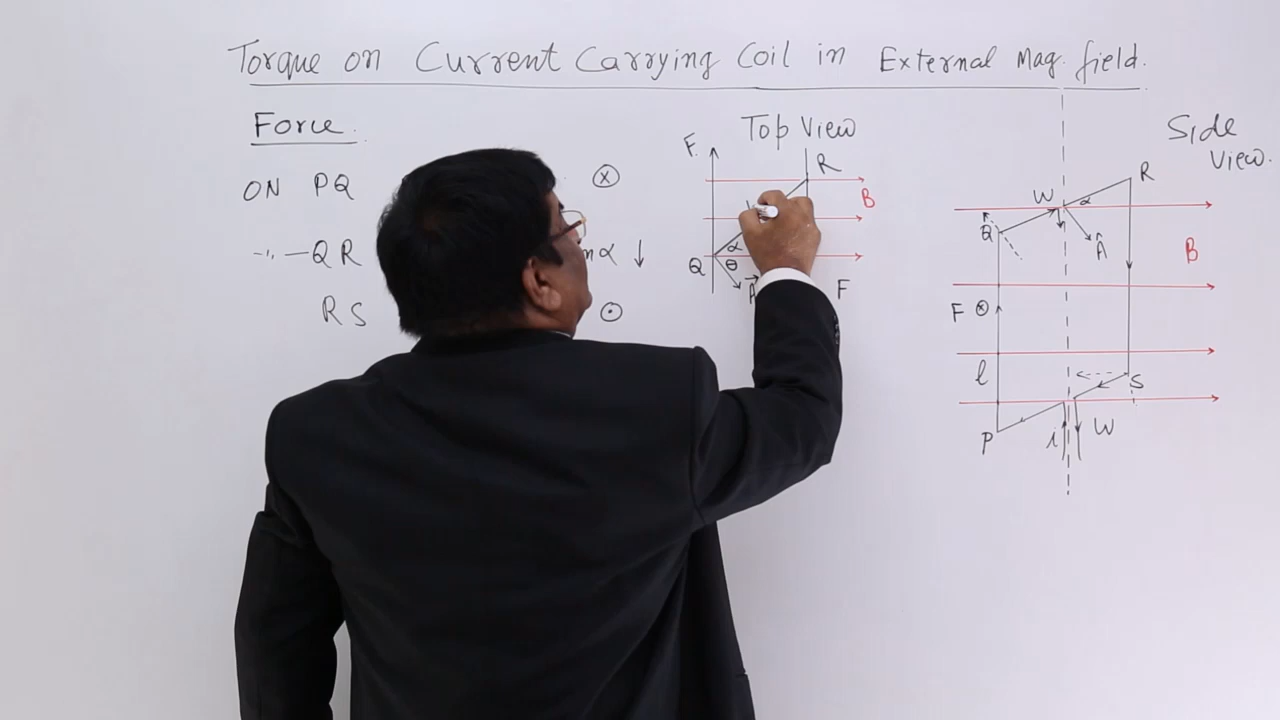 Torque on Current Carrying Coil in External Mag. field.
Force.
ON PQ ⊗
-"- QR α ↓
RS ⊙
Top View
F
R
B
α
Q θ
A
F
Side View.
R
W α
Q Â
B
F ⊗
l
S
P i W